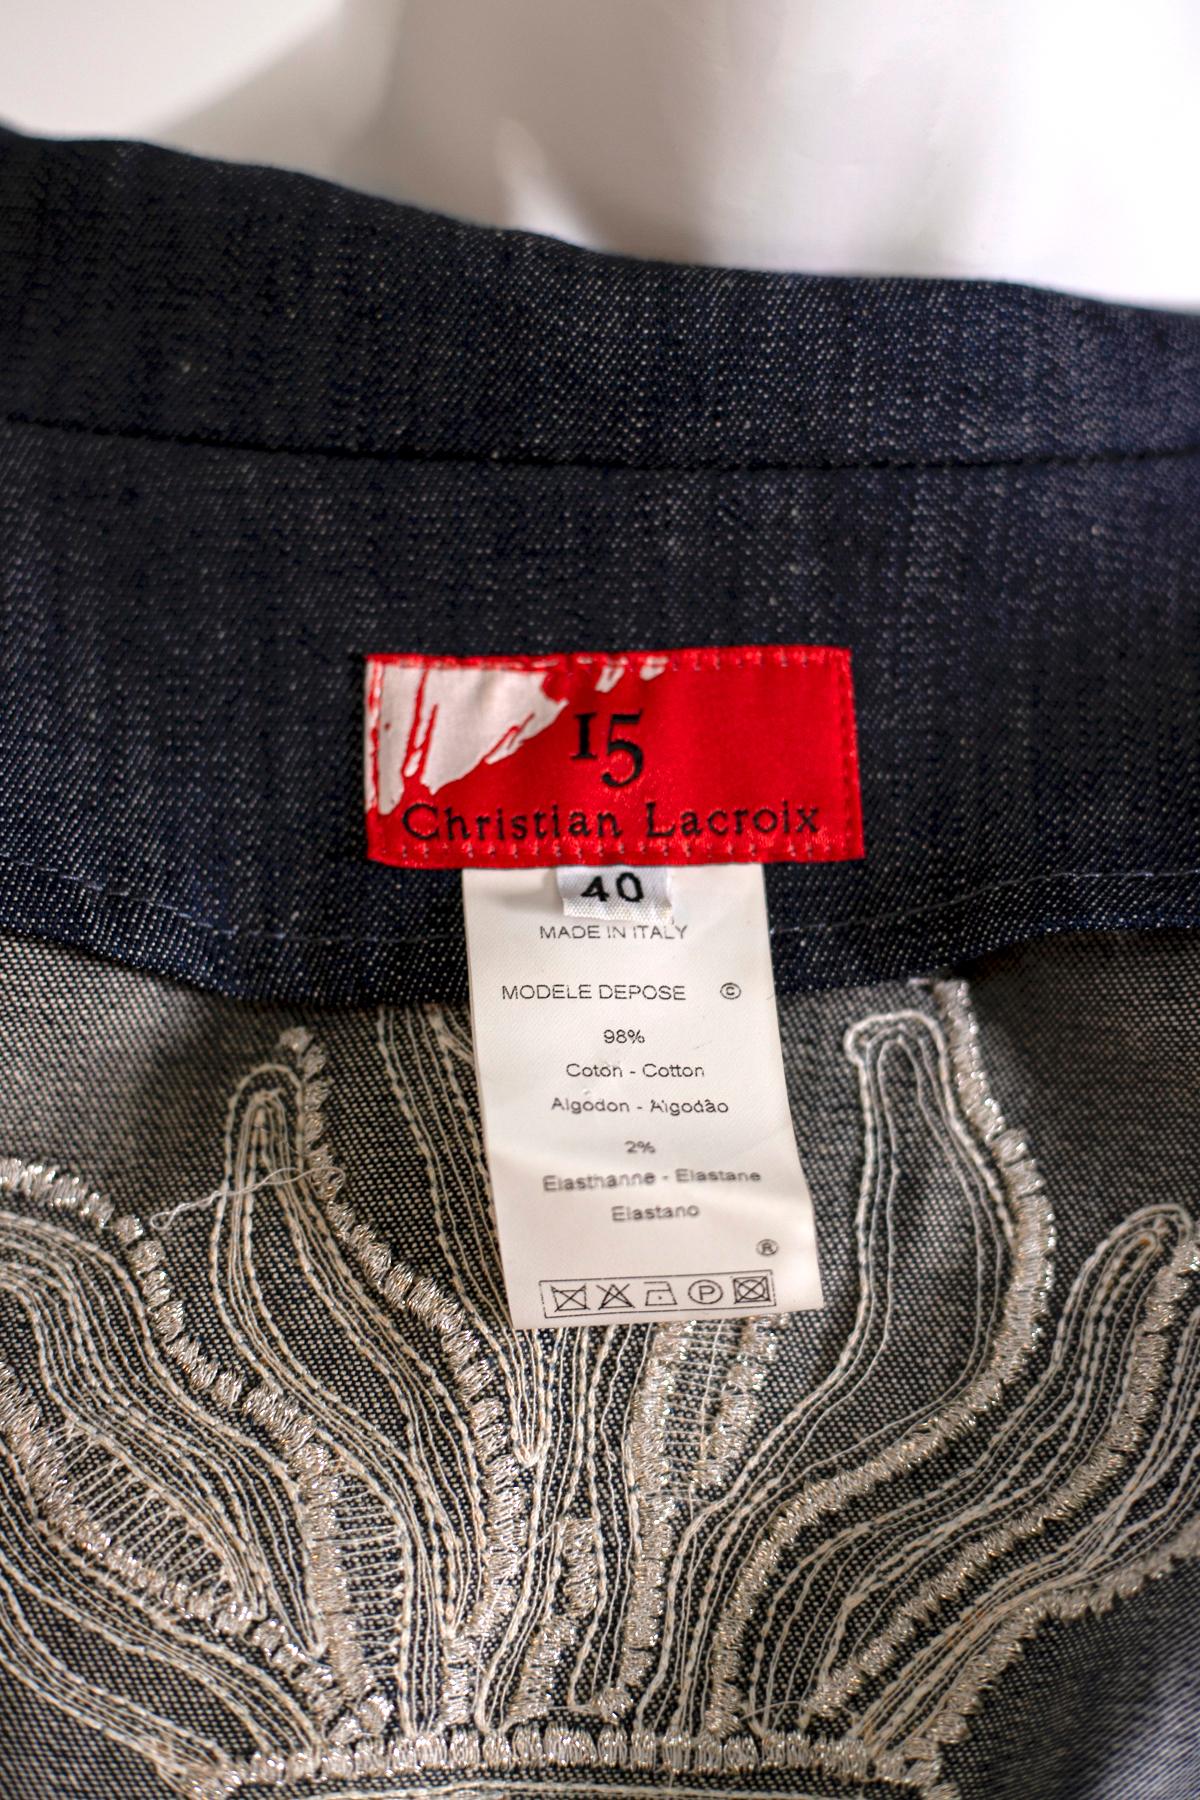 15
Christian Lacroix
40
MADE IN ITALY
MODELE DEPOSE ©
98%
Coton - Cotton
Algodon - Algodão
2%
Elasthanne - Elastane
Elastano
®
P